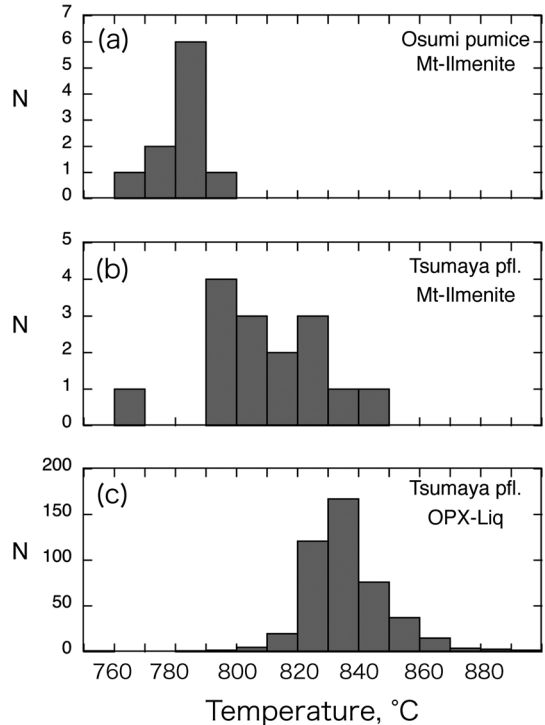 7
(a)
Osumi pumice
6
Mt-Ilmenite
5
N
4
3
2
1
0
5
(b)
Tsumaya pfl.
4
Mt-Ilmenite
N
3
2
1
0
200
(c)
Tsumaya pfl.
150
OPX-Liq
N
100
50
0
760 780 800 820 840 860 880
Temperature, °C